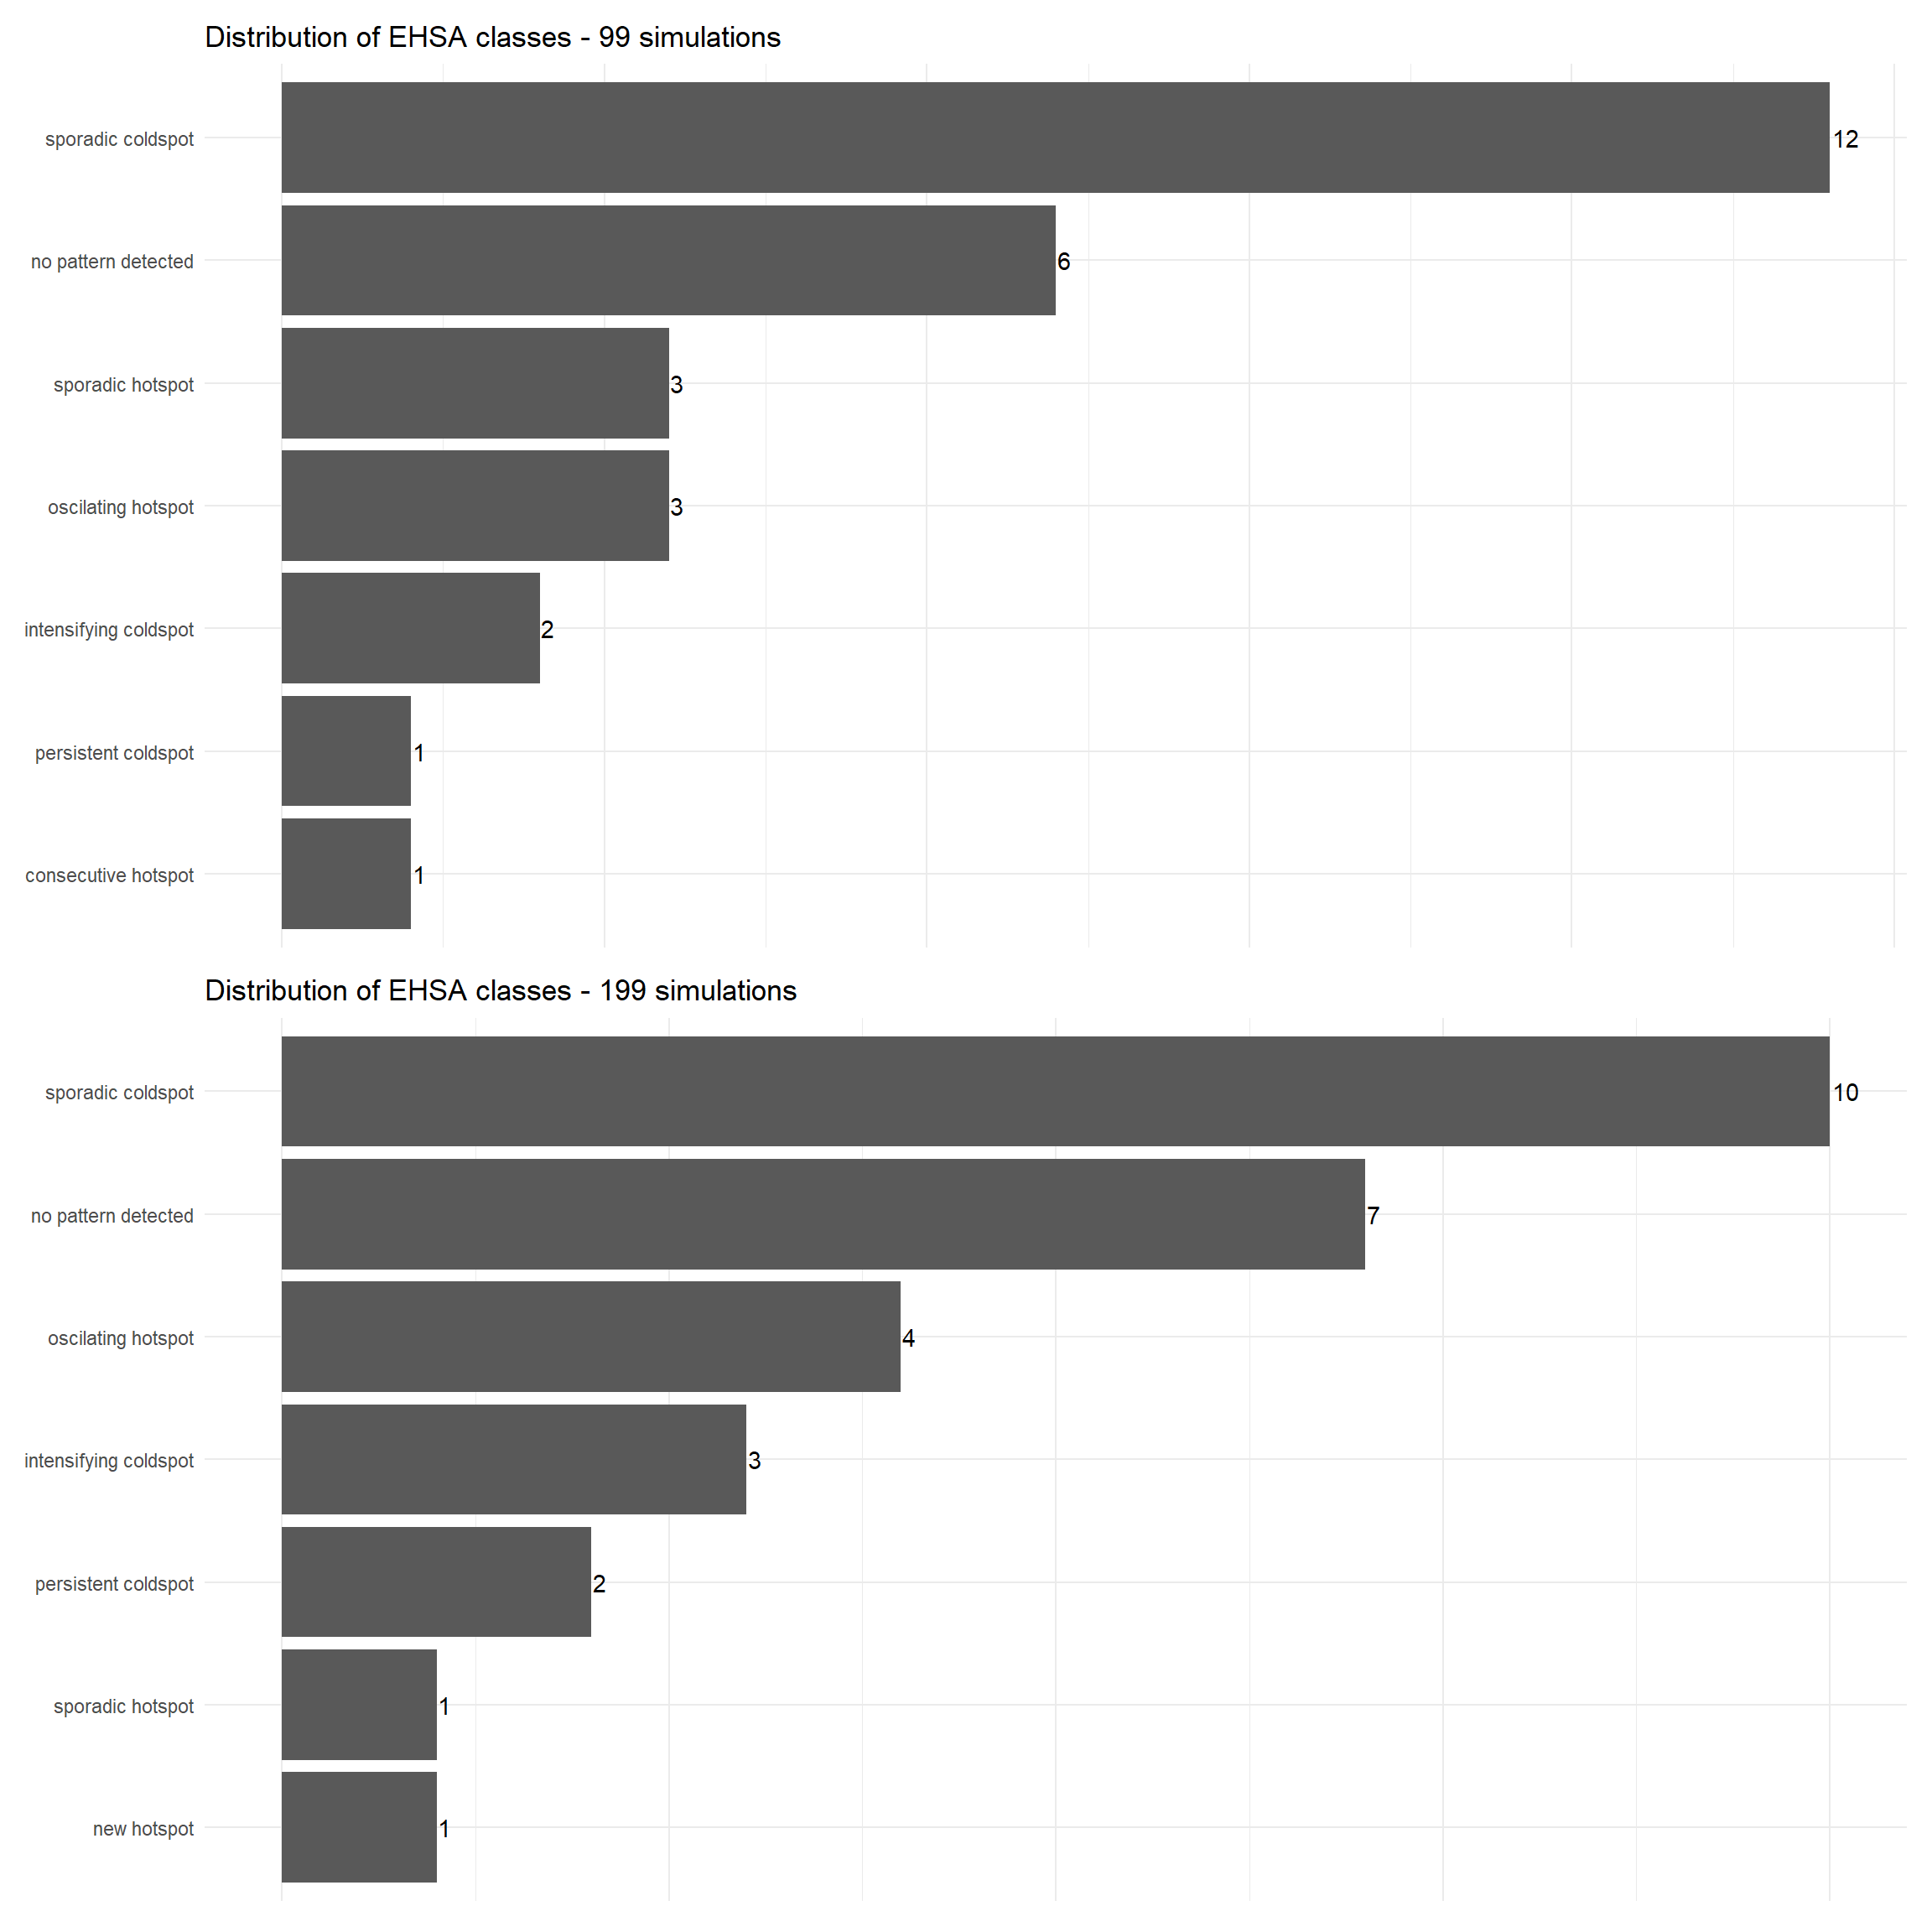 Distribution of EHSA classes - 99 simulations
sporadic coldspot 12
no pattern detected 6
sporadic hotspot 3
oscilating hotspot 3
intensifying coldspot 2
persistent coldspot 1
consecutive hotspot 1
Distribution of EHSA classes - 199 simulations
sporadic coldspot 10
no pattern detected 7
oscilating hotspot 4
intensifying coldspot 3
persistent coldspot 2
sporadic hotspot 1
new hotspot 1